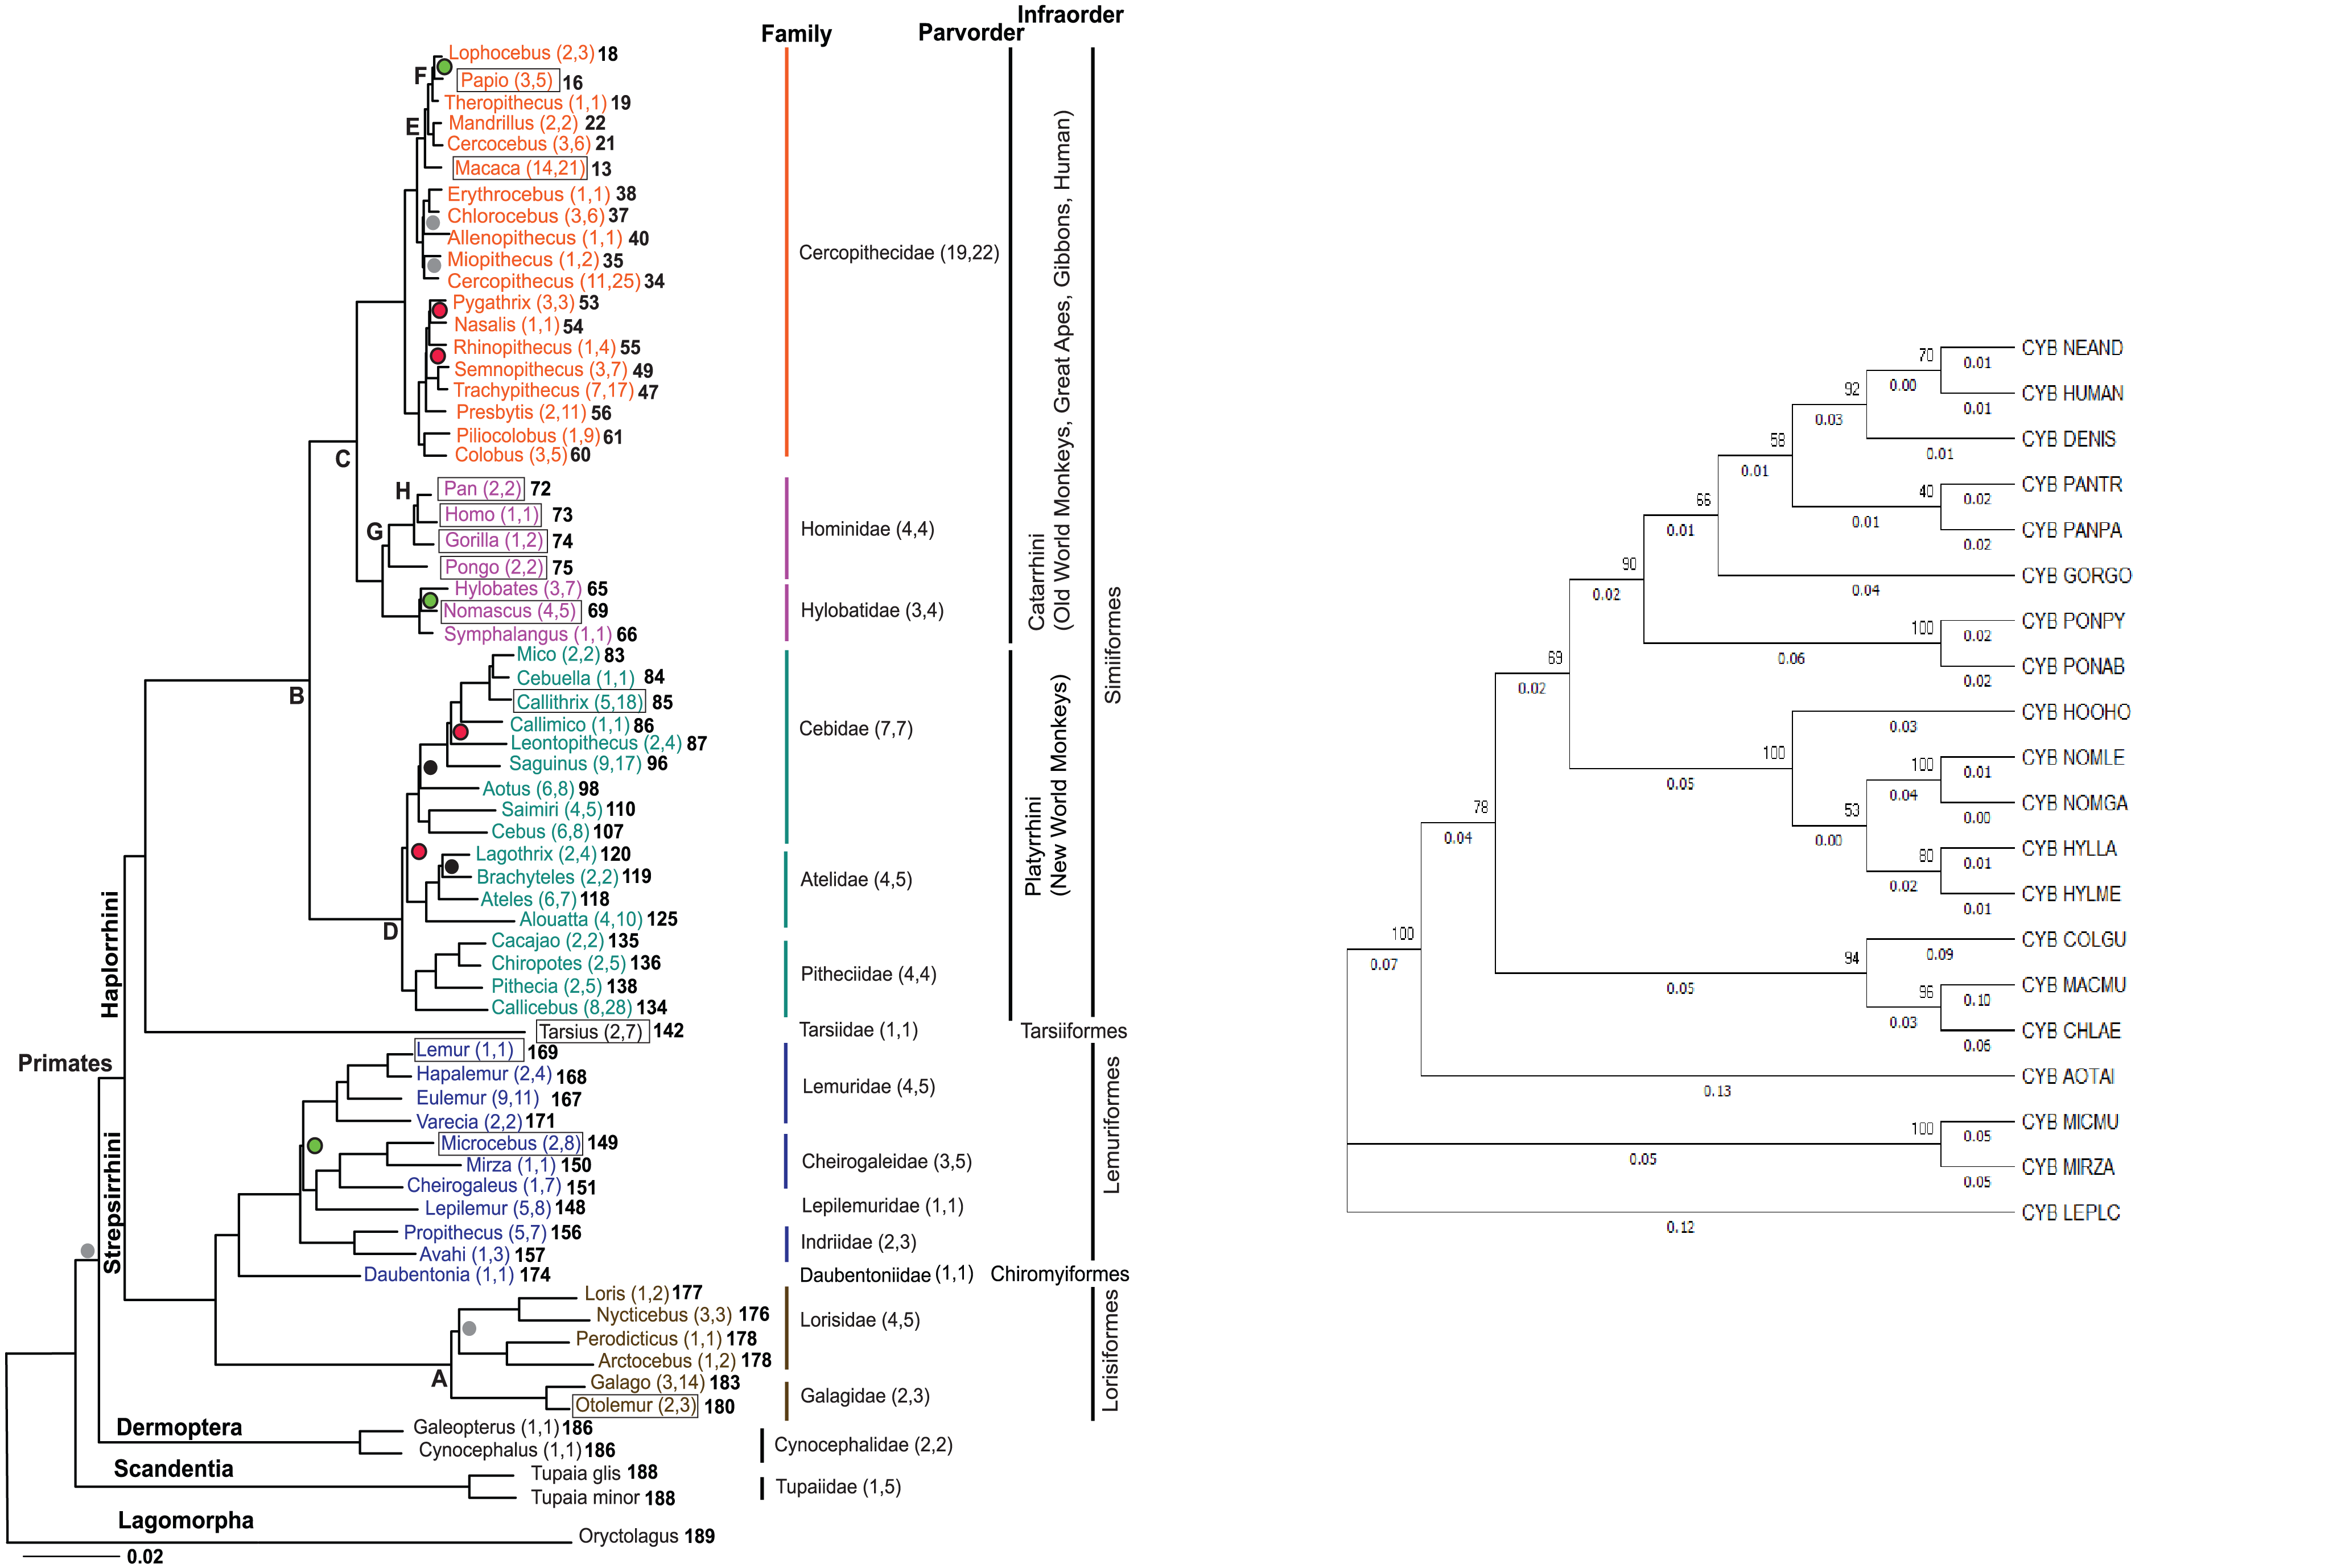 Infraorder
Family
Parvorder
Lophocebus (2,3) 18
F
Papio (3,5) 16
Theropithecus (1,1) 19
Mandrillus (2,2) 22
E
Cercocebus (3,6) 21
Macaca (14,21) 13
Erythrocebus (1,1) 38
Chlorocebus (3,6) 37
Allenopithecus (1,1) 40
Cercopithecidae (19,22)
Miopithecus (1,2) 35
Cercopithecus (11,25) 34
Pygathrix (3,3) 53
Nasalis (1,1) 54
Rhinopithecus (1,4) 55
Semnopithecus (3,7) 49
Trachypithecus (7,17) 47
Presbytis (2,11) 56
Piliocolobus (1,9) 61
Colobus (3,5) 60
C
H
Pan (2,2) 72
Homo (1,1) 73
G
Hominidae (4,4)
Gorilla (1,2) 74
Pongo (2,2) 75
Hylobates (3,7) 65
Nomascus (4,5) 69
Hylobatidae (3,4)
Symphalangus (1,1) 66
Catarrhini
(Old World Monkeys, Great Apes, Gibbons, Human)
Simiiformes
Mico (2,2) 83
Cebuella (1,1) 84
B
Callithrix (5,18) 85
Callimico (1,1) 86
Cebidae (7,7)
Leontopithecus (2,4) 87
Saguinus (9,17) 96
Aotus (6,8) 98
Saimiri (4,5) 110
Cebus (6,8) 107
Platyrrhini
(New World Monkeys)
Lagothrix (2,4) 120
Brachyteles (2,2) 119
Atelidae (4,5)
Ateles (6,7) 118
Alouatta (4,10) 125
D
Cacajao (2,2) 135
Chiropotes (2,5) 136
Pitheciidae (4,4)
Pithecia (2,5) 138
Callicebus (8,28) 134
Haplorrhini
Tarsius (2,7) 142
Tarsiidae (1,1)
Tarsiiformes
Primates
Lemur (1,1) 169
Hapalemur (2,4) 168
Lemuridae (4,5)
Eulemur (9,11) 167
Varecia (2,2) 171
Microcebus (2,8) 149
Mirza (1,1) 150
Cheirogaleidae (3,5)
Cheirogaleus (1,7) 151
Lepilemur (5,8) 148
Lepilemuridae (1,1)
Lemuriformes
Strepsirrhini
Propithecus (5,7) 156
Indriidae (2,3)
Avahi (1,3) 157
Daubentonia (1,1) 174
Daubentoniidae (1,1)
Chiromyiformes
Loris (1,2) 177
Nycticebus (3,3) 176
Lorisidae (4,5)
Perodicticus (1,1) 178
Arctocebus (1,2) 178
A
Galago (3,14) 183
Galagidae (2,3)
Otolemur (2,3) 180
Lorisiformes
Dermoptera
Galeopterus (1,1) 186
Cynocephalus (1,1) 186
Cynocephalidae (2,2)
Scandentia
Tupaia glis 188
Tupaiidae (1,5)
Tupaia minor 188
Lagomorpha
Oryctolagus 189
0.02
CYB NEAND
70
0.01
0.00
CYB HUMAN
92
0.01
0.03
CYB DENIS
58
0.01
0.01
CYB PANTR
40
0.02
66
0.01
CYB PANPA
0.01
0.02
90
CYB GORGO
0.02
0.04
CYB PONPY
100
0.02
69
0.06
CYB PONAB
0.02
0.02
CYB HOOHO
0.03
100
CYB NOMLE
100
0.01
0.05
0.04
CYB NOMGA
78
53
0.00
0.04
0.00
CYB HYLLA
80
0.01
0.02
CYB HYLME
0.01
100
CYB COLGU
0.07
94
0.09
0.05
CYB MACMU
96
0.10
0.03
CYB CHLAE
0.06
CYB AOTAI
0.13
CYB MICMU
100
0.05
0.05
CYB MIRZA
0.05
CYB LEPLC
0.12